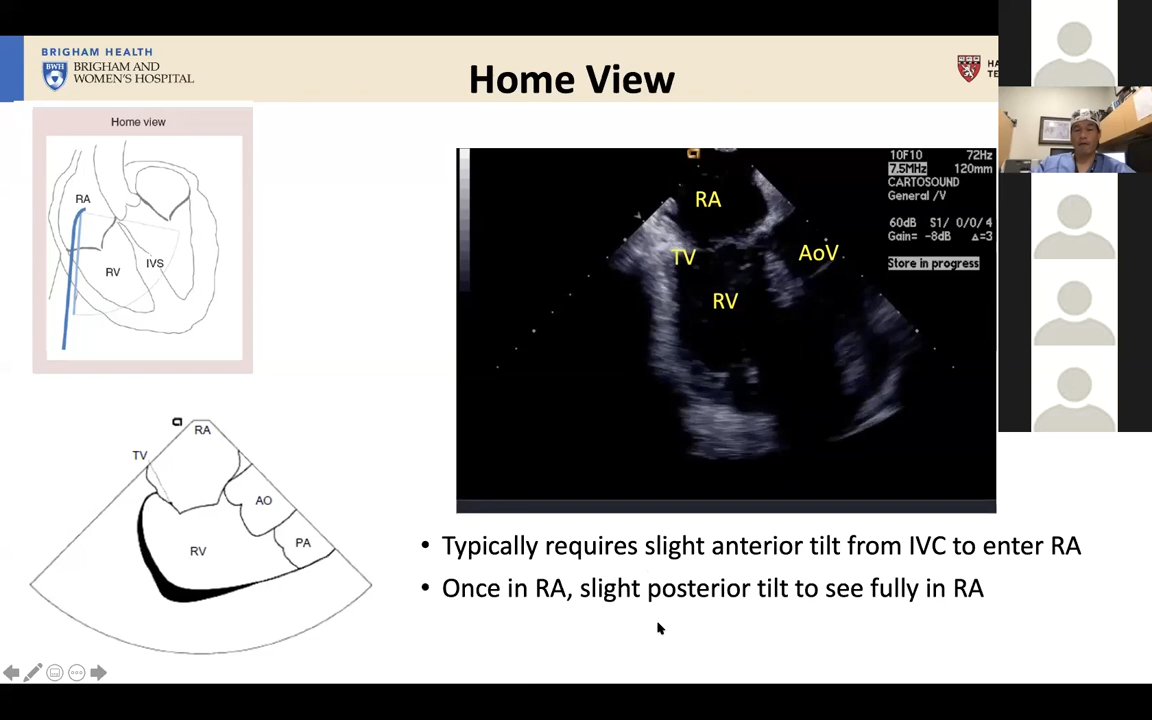 BRIGHAM HEALTH
BWH
BRIGHAM AND
WOMEN'S HOSPITAL
Home View
HA
TE
Home view
RA
RV
IVS
a
RA
TV
AO
PA
RV
a
RA
TV
AoV
RV
10F10 72Hz
7.5MHz 120mm
CARTOSOUND
General /V
60dB S1/ 0/0/ 4
Gain= -8dB Δ=3
Store in progress
• Typically requires slight anterior tilt from IVC to enter RA
• Once in RA, slight posterior tilt to see fully in RA